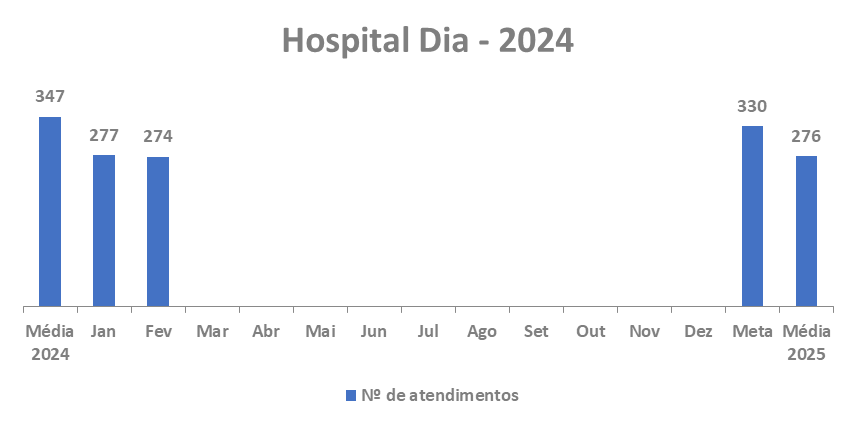 Hospital Dia - 2024
347
277
274
330
276
Média 2024
Jan
Fev
Mar
Abr
Mai
Jun
Jul
Ago
Set
Out
Nov
Dez
Meta
Média 2025
Nº de atendimentos